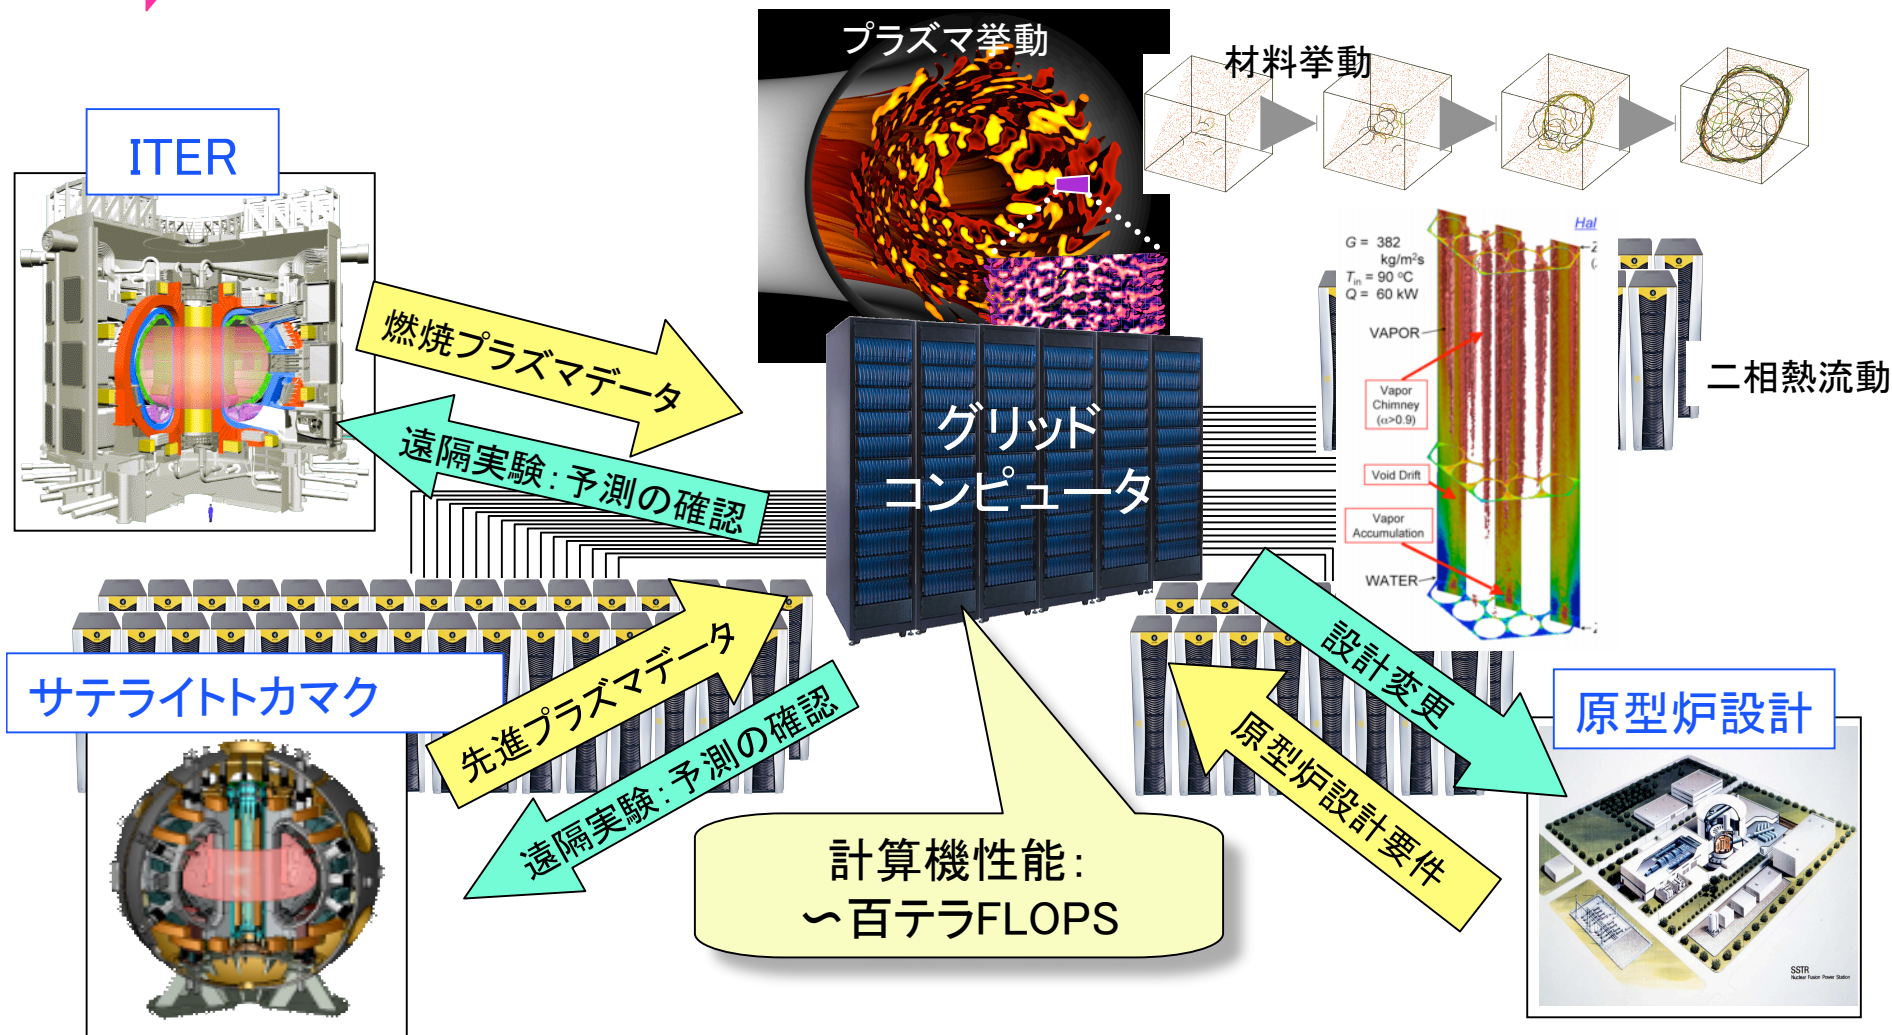 プラズマ挙動
材料挙動
ITER
燃焼プラズマデータ
遠隔実験：予測の確認
グリッド
コンピュータ
G = 382
kg/m²s
Tin = 90 ℃
Q = 60 kW
VAPOR
Vapor
Chimney
(α>0.9)
Void Drift
Vapor
Accumulation
WATER
Hal
二相熱流動
サテライトトカマク
先進プラズマデータ
遠隔実験：予測の確認
設計変更
原型炉設計要件
原型炉設計
計算機性能：
～百テラFLOPS
SSTR
Nuclear Fusion Power Station